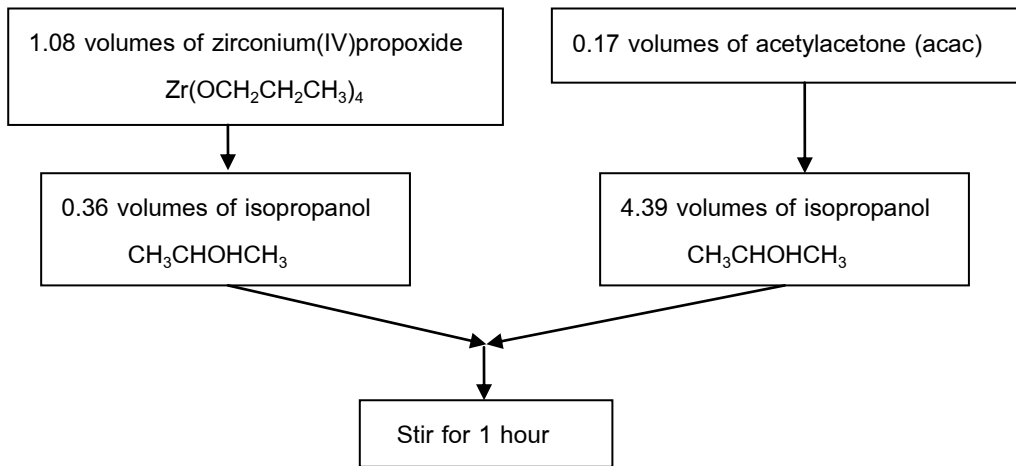 1.08 volumes of zirconium(IV)propoxide
Zr(OCH₂CH₂CH₃)₄
0.17 volumes of acetylacetone (acac)
0.36 volumes of isopropanol
CH₃CHOHCH₃
4.39 volumes of isopropanol
CH₃CHOHCH₃
Stir for 1 hour